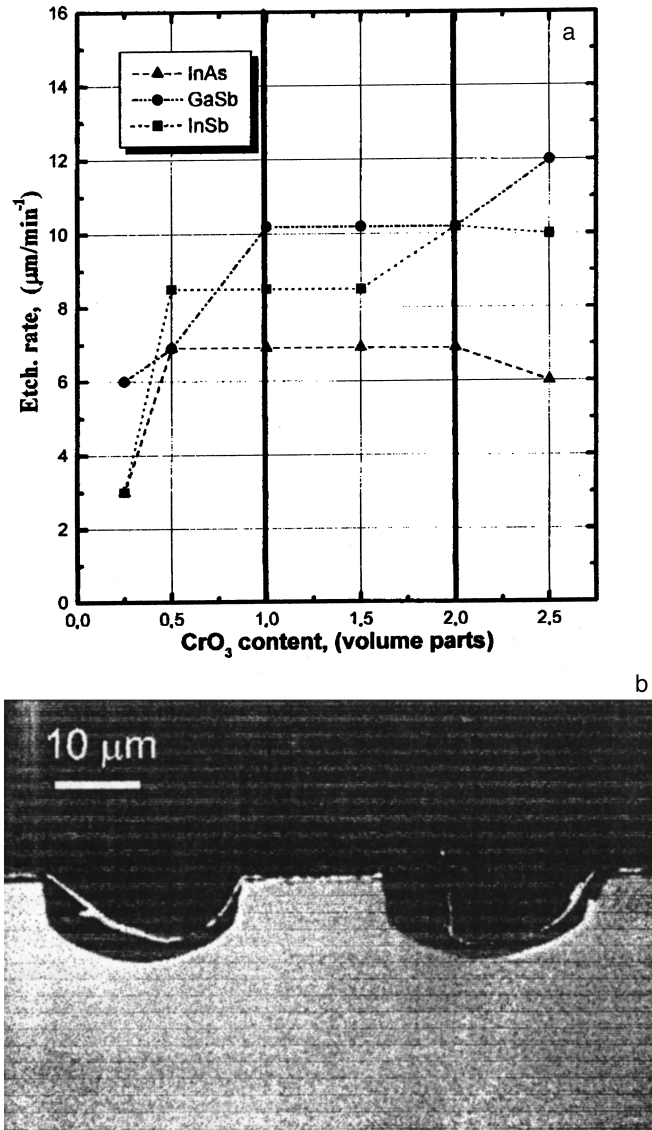 a
16
14
12
10
8
6
4
2
0
InAs
GaSb
InSb
Etch. rate, (μm/min⁻¹)
0,0 0,5 1,0 1,5 2,0 2,5
CrO₃ content, (volume parts)
b
10 μm